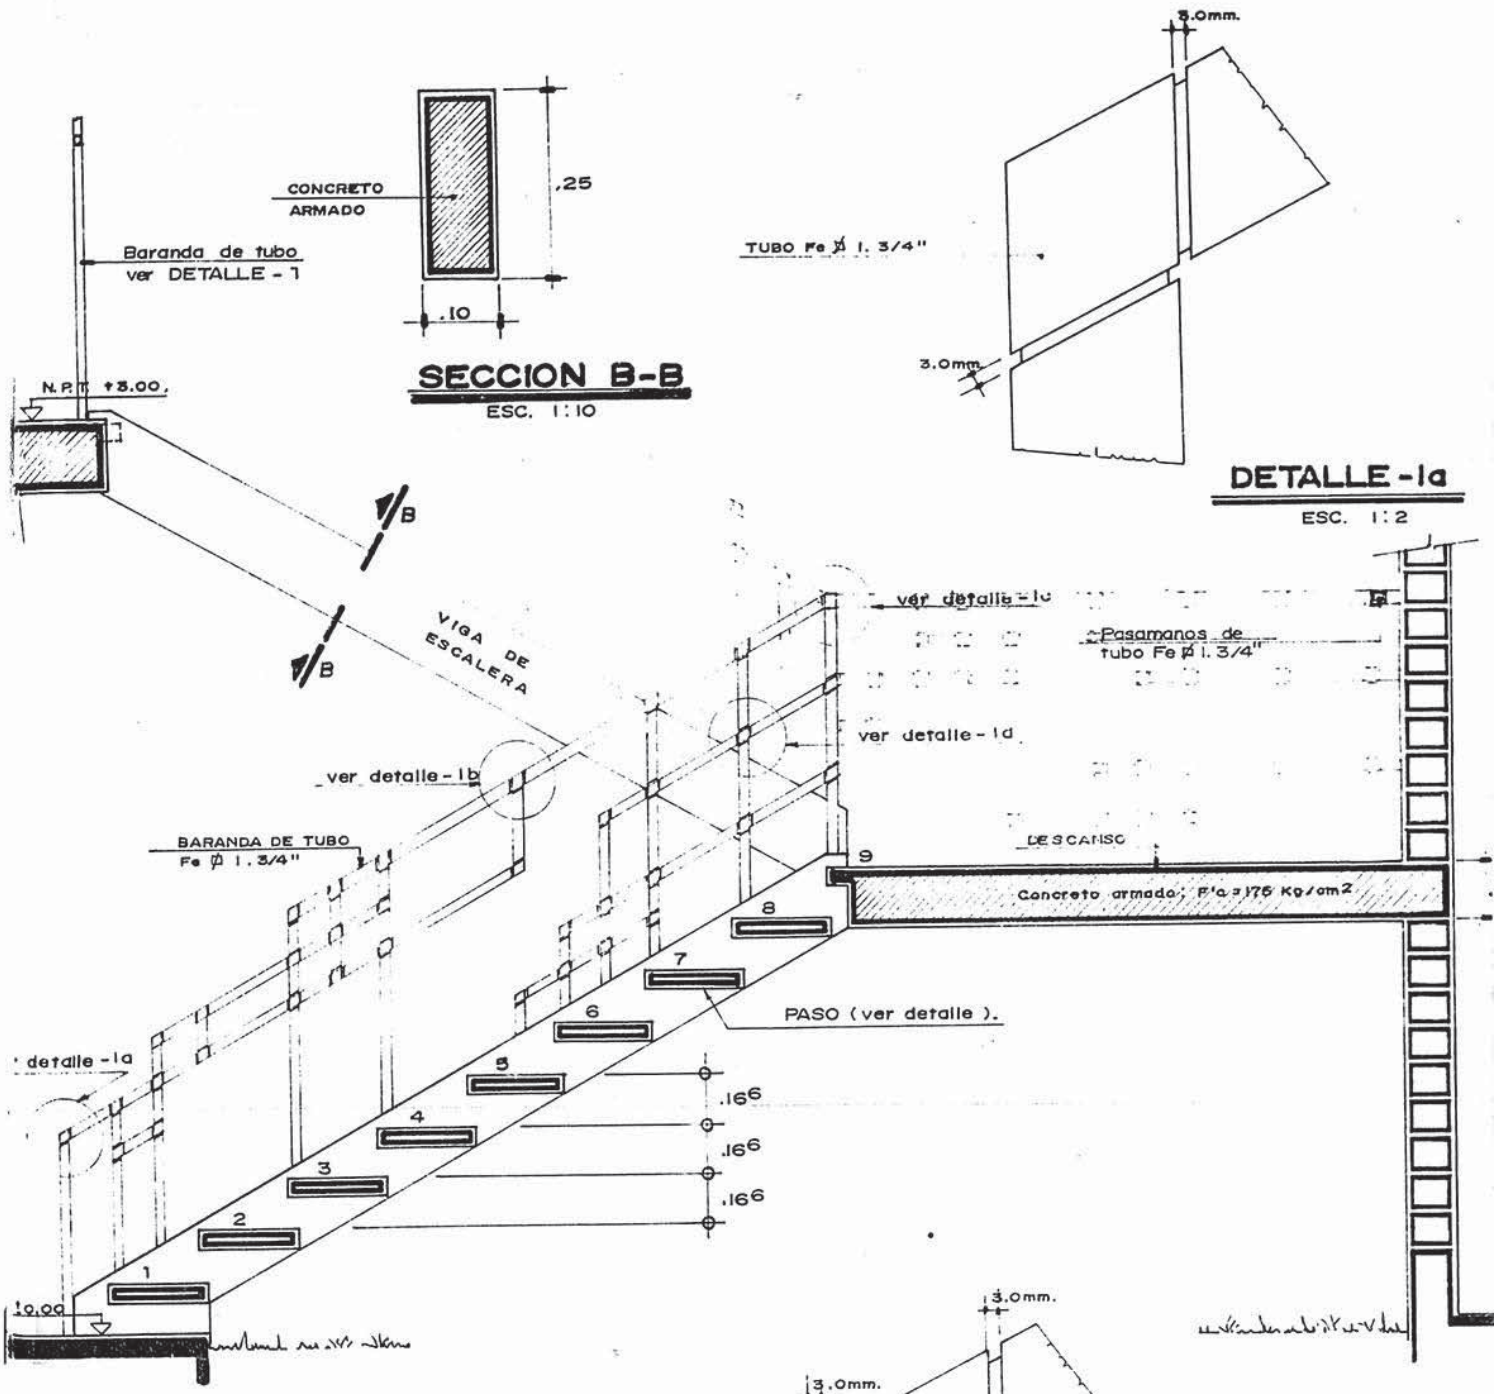 3.0mm.
CONCRETO
ARMADO
.25
.10
Baranda de tubo
ver DETALLE - 1
SECCION B-B
ESC. 1:10
N.P.T. +3.00.
TUBO Fe Ø 1. 3/4"
3.0mm
DETALLE -1a
ESC. 1:2
B
B
VIGA DE
ESCALERA
Pasamanos de
tubo Fe Ø 1. 3/4"
ver detalle -1d
ver detalle -1b
BARANDA DE TUBO
Fe Ø 1. 3/4"
DESCANSO
9
Concreto armado; F'c=175 Kg/cm2
8
7
PASO (ver detalle ).
6
5
detalle -1a
.166
4
.166
3
.166
2
1
±0.00
3.0mm.
3.0mm.